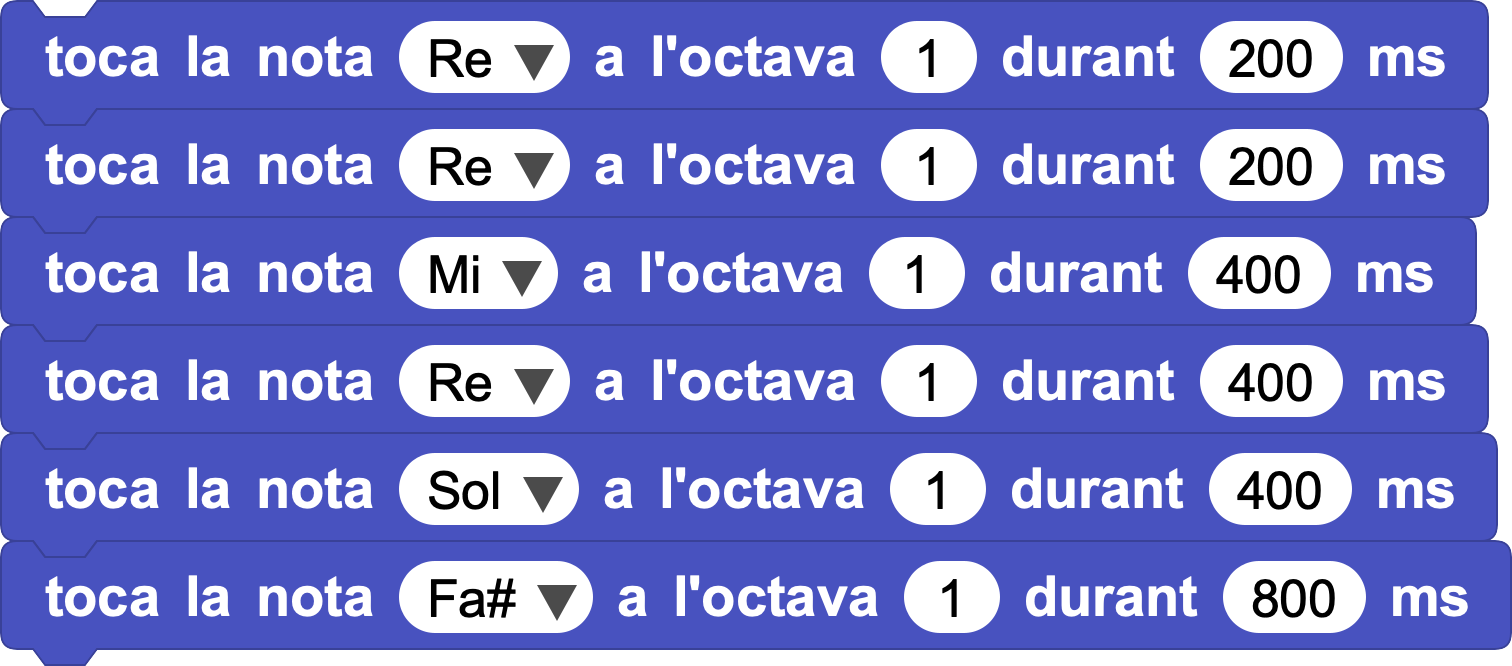 toca la nota Re ▼ a l'octava 1 durant 200 ms
toca la nota Re ▼ a l'octava 1 durant 200 ms
toca la nota Mi ▼ a l'octava 1 durant 400 ms
toca la nota Re ▼ a l'octava 1 durant 400 ms
toca la nota Sol ▼ a l'octava 1 durant 400 ms
toca la nota Fa# ▼ a l'octava 1 durant 800 ms